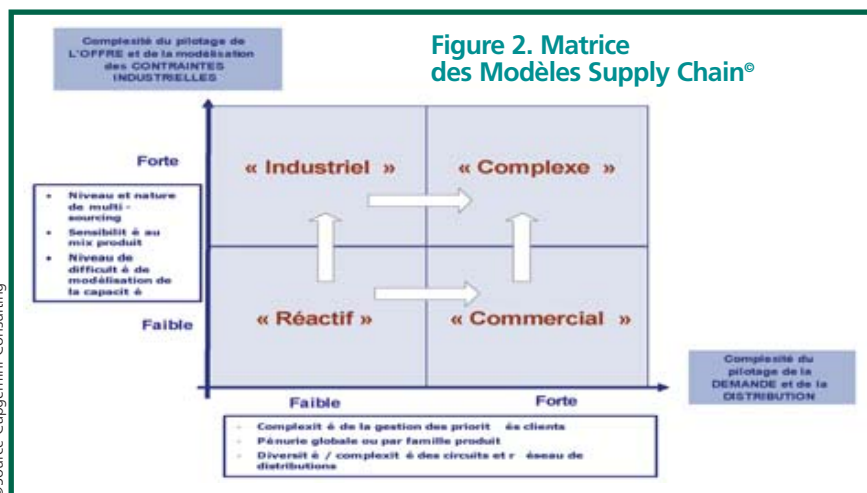 Complexité du pilotage de
L'OFFRE et de la modélisation
des CONTRAINTES
INDUSTRIELLES
Figure 2. Matrice
des Modèles Supply Chain©
Forte
« Industriel »
« Complexe »
• Niveau et nature
de multi -
sourcing
• Sensibilit é au
mix produit
• Niveau de
difficult é de
modélisation de
la capacit é
Faible
« Réactif »
« Commercial »
Complexité du
pilotage de la
DEMANDE et de la
DISTRIBUTION
Faible
Forte
- Complexit é de la gestion des priorit és clients
- Pénurie globale ou par famille produit
- Diversit é / complexit é des circuits et r éseau de
distributions
©Source Capgemini Consulting